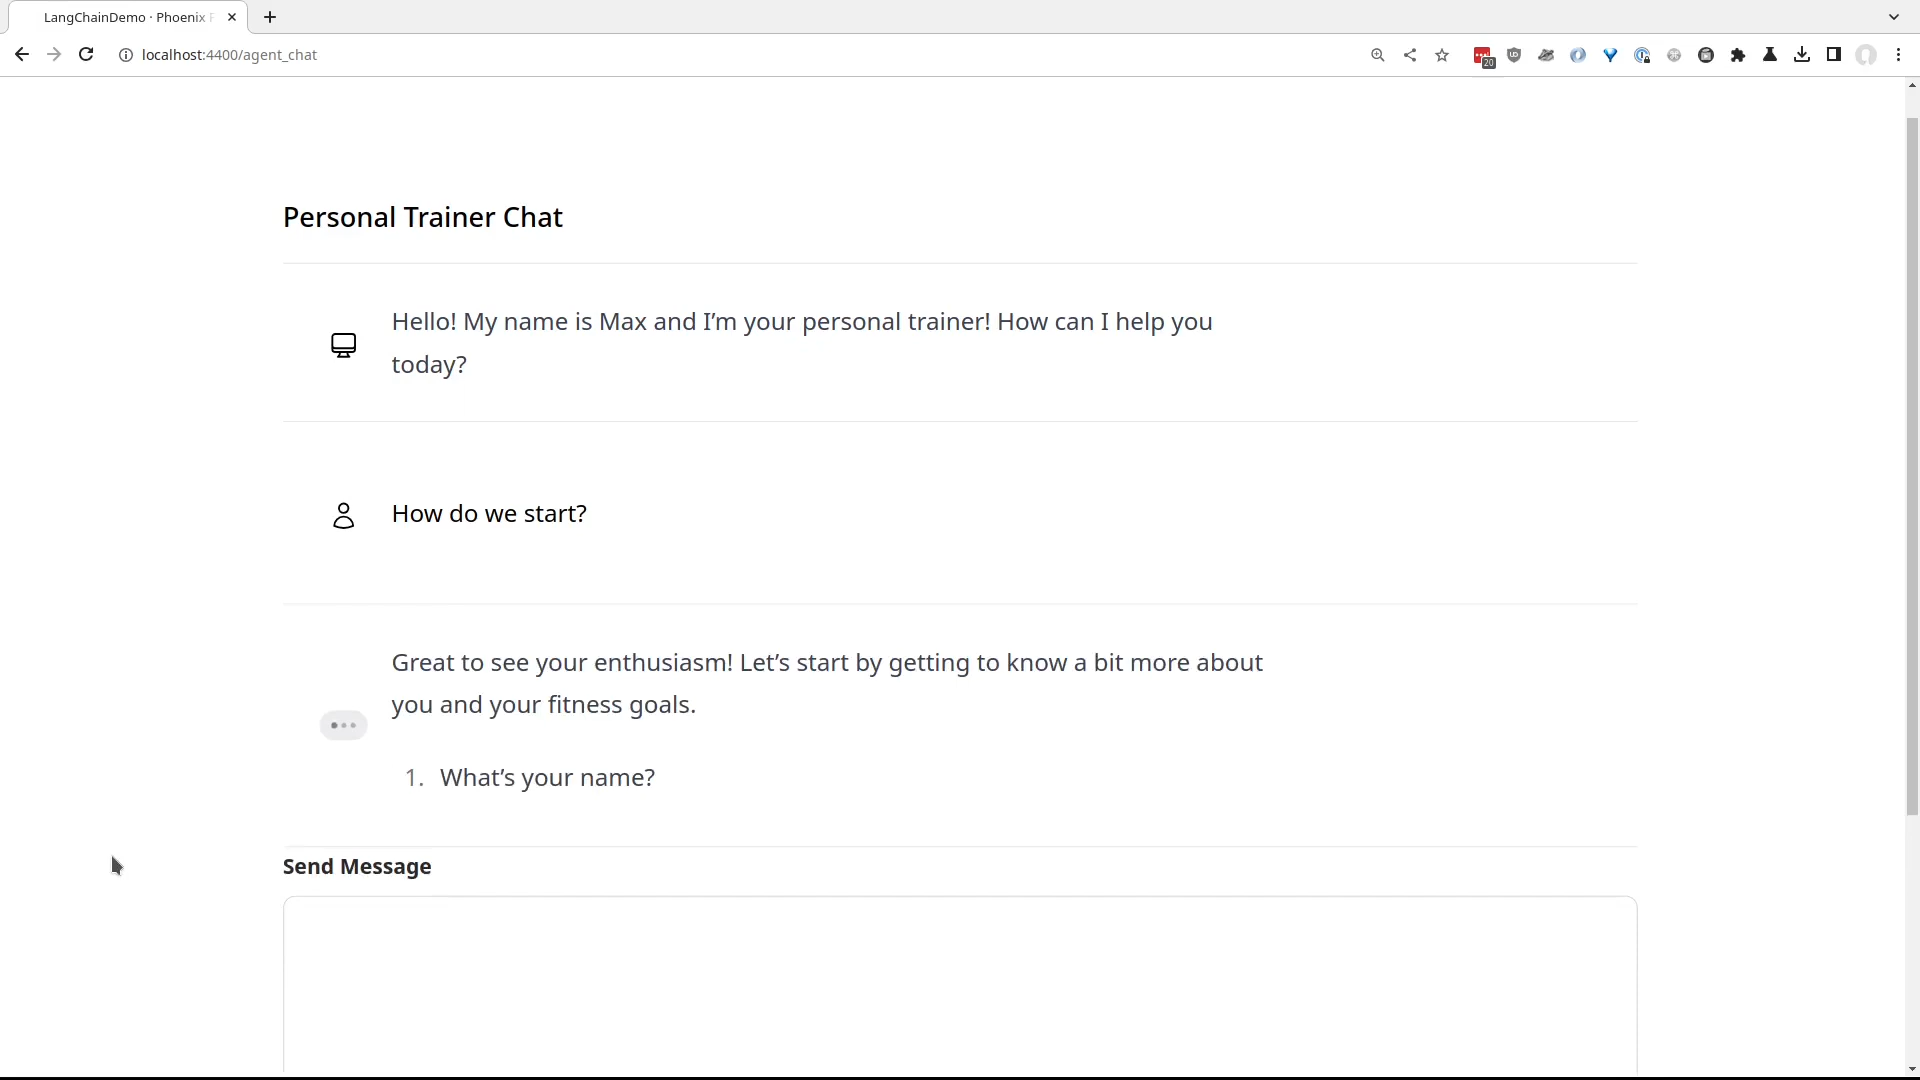 LangChainDemo · Phoenix
localhost:4400/agent_chat
20
Personal Trainer Chat
Hello! My name is Max and I’m your personal trainer! How can I help you
today?
How do we start?
Great to see your enthusiasm! Let’s start by getting to know a bit more about
you and your fitness goals.
1. What’s your name?
Send Message